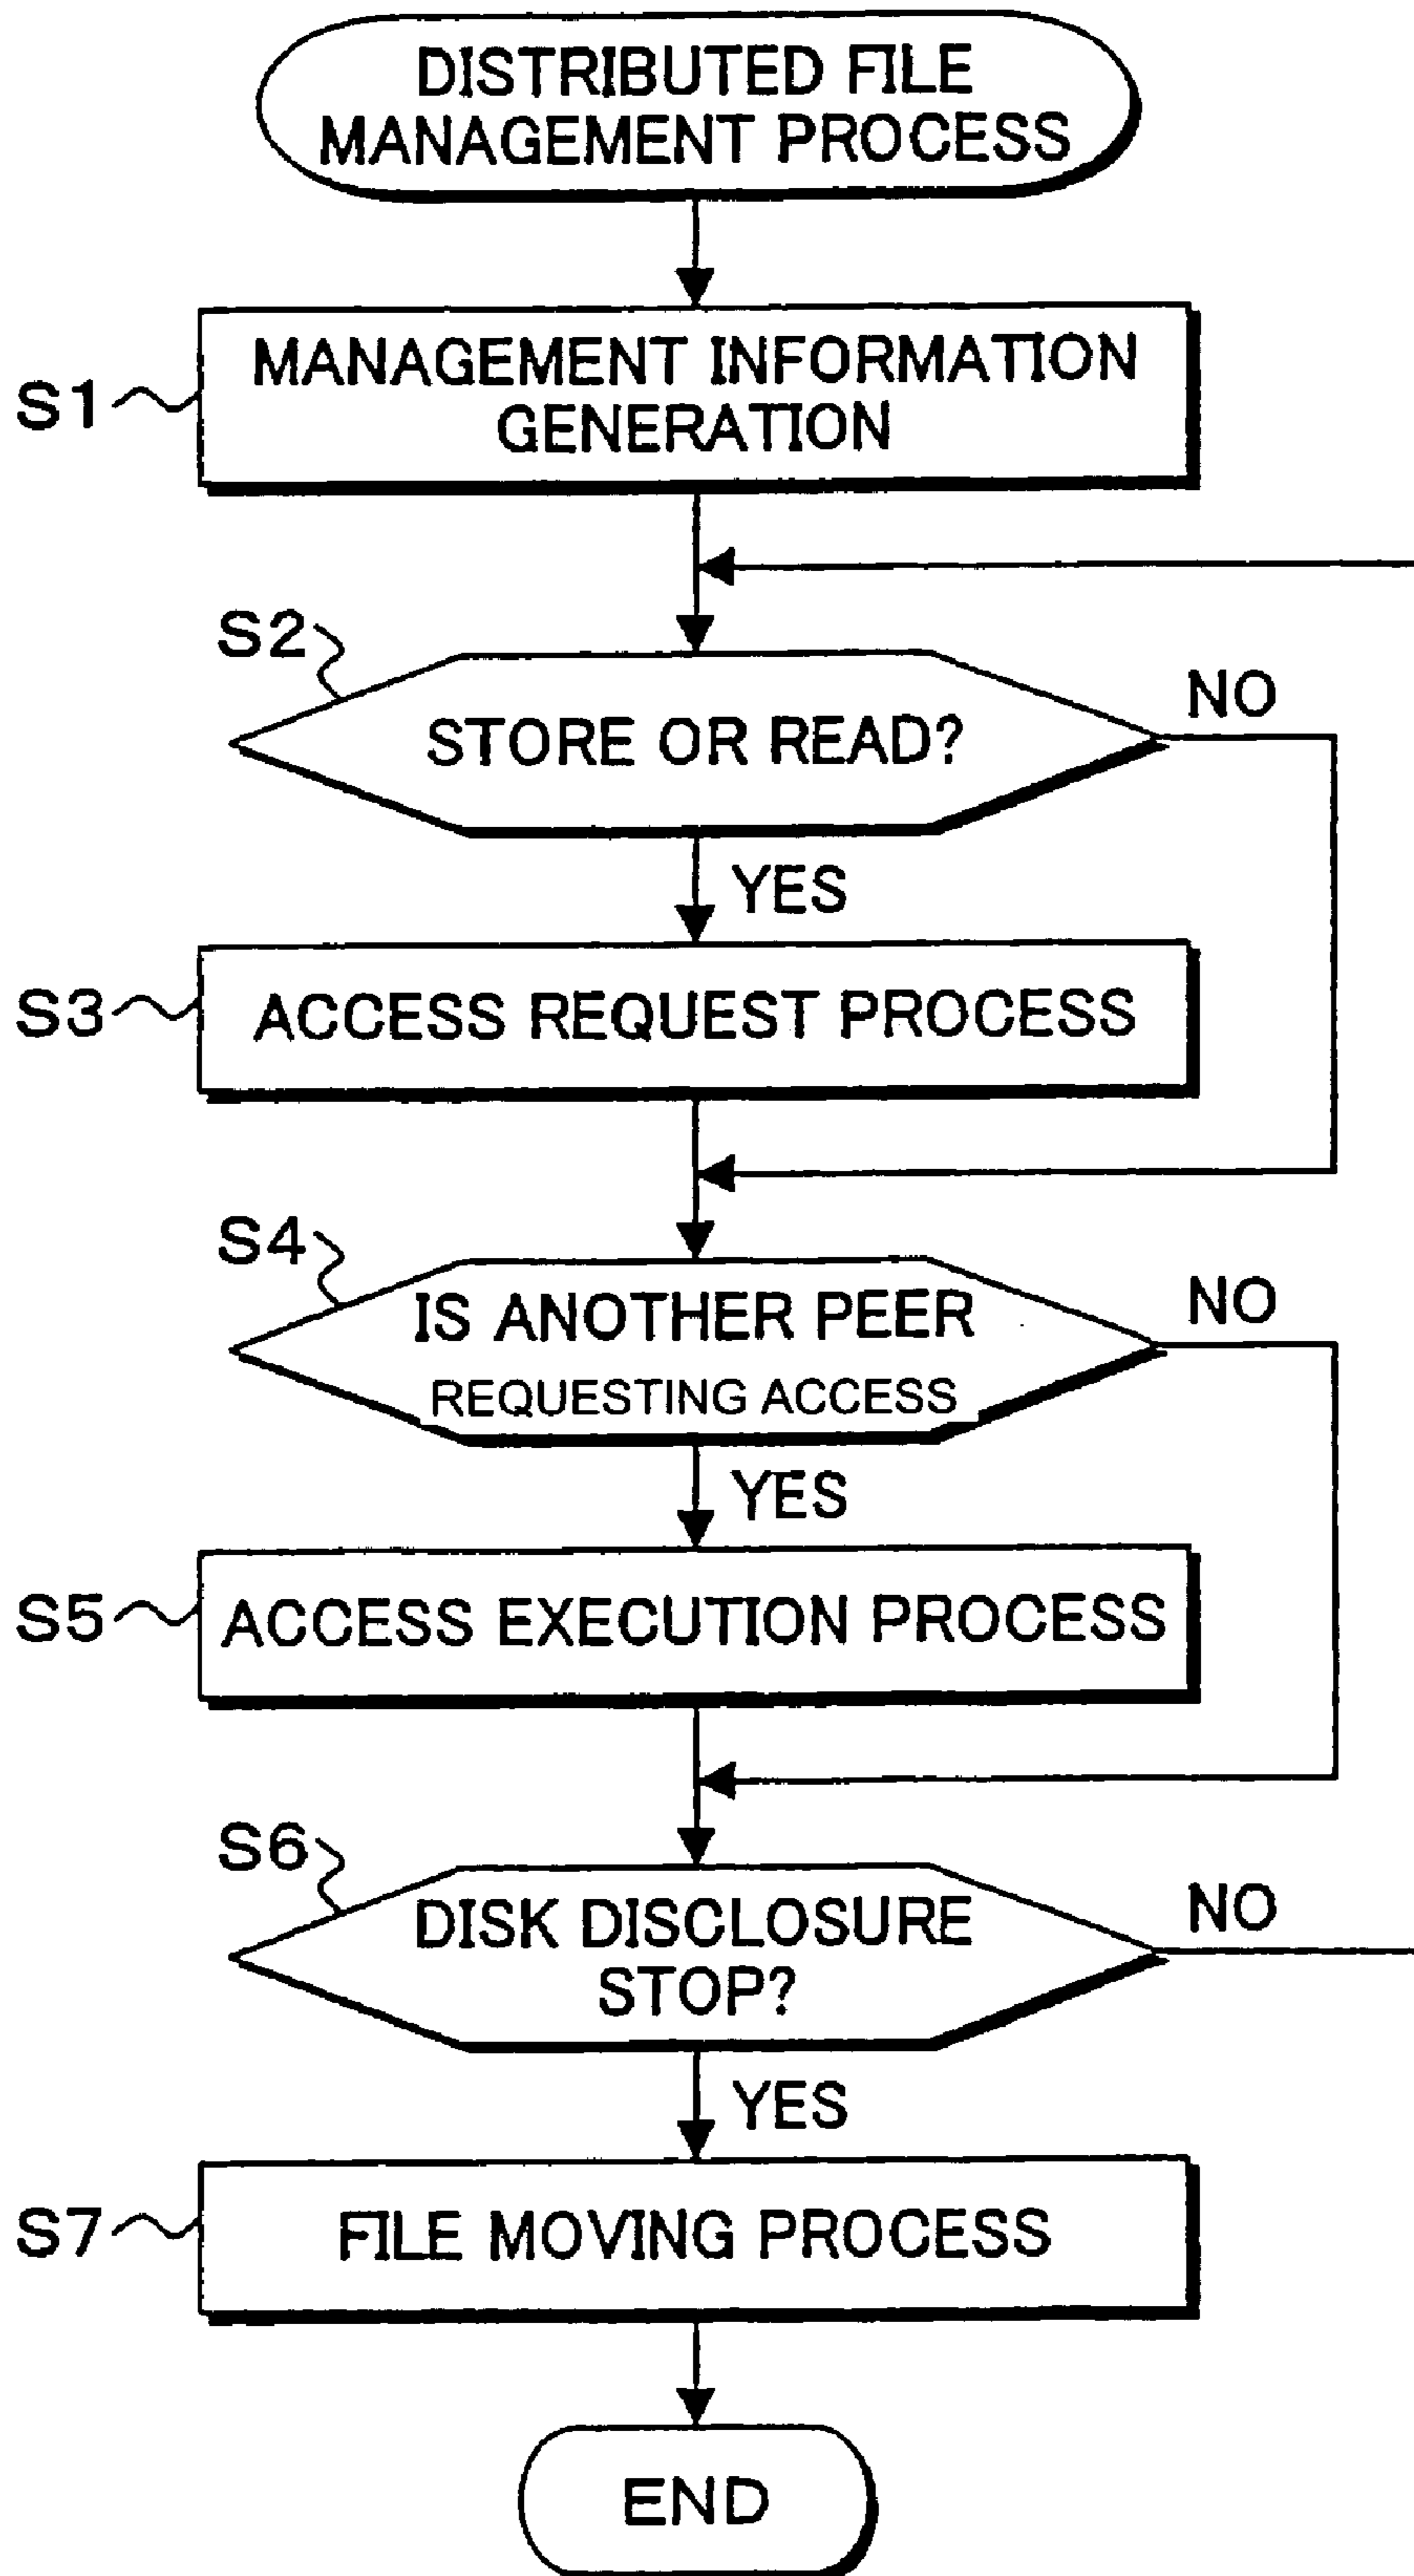 DISTRIBUTED FILE
MANAGEMENT PROCESS
S1
MANAGEMENT INFORMATION
GENERATION
S2
STORE OR READ?
NO
YES
S3
ACCESS REQUEST PROCESS
S4
IS ANOTHER PEER
REQUESTING ACCESS
NO
YES
S5
ACCESS EXECUTION PROCESS
S6
DISK DISCLOSURE
STOP?
NO
YES
S7
FILE MOVING PROCESS
END